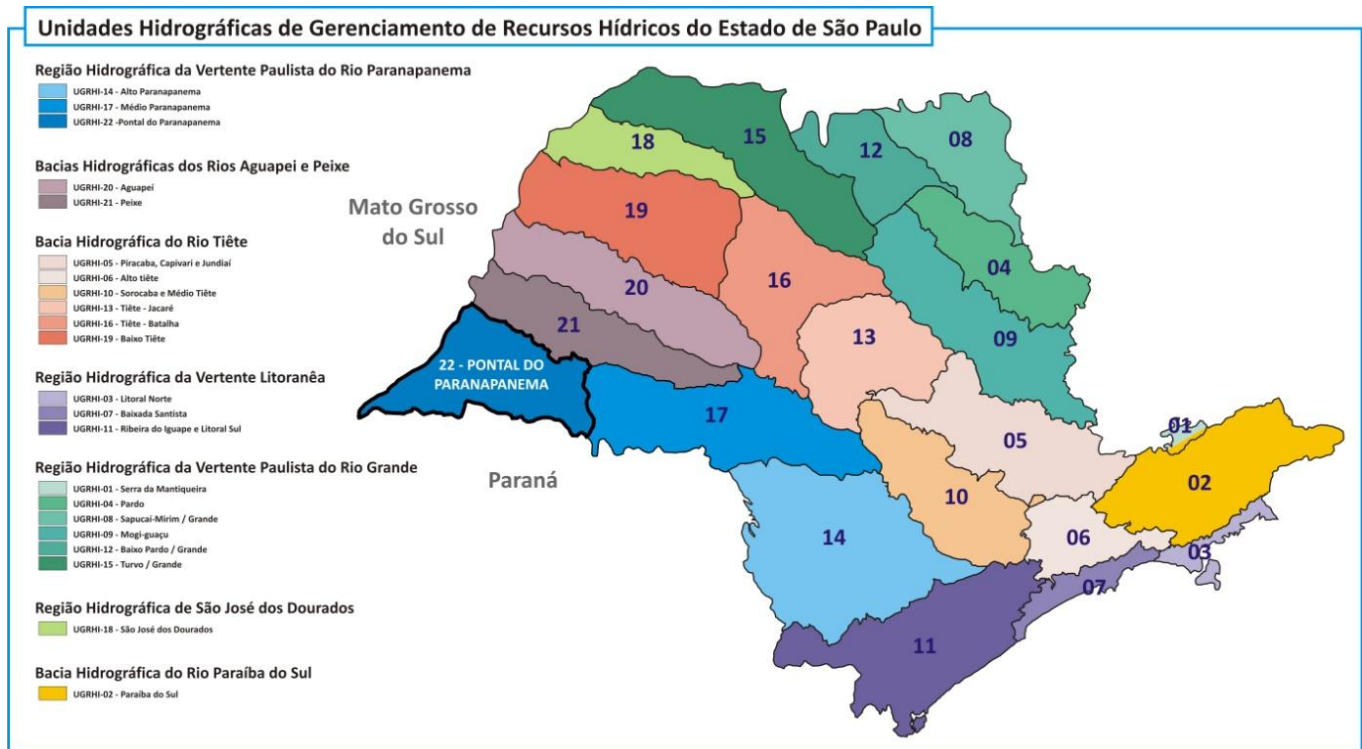 Unidades Hidrográficas de Gerenciamento de Recursos Hídricos do Estado de São Paulo
Região Hidrográfica da Vertente Paulista do Rio Paranapanema
UGRHI-14 - Alto Paranapanema
UGRHI-17 - Médio Paranapanema
UGRHI-22 -Pontal do Paranapanema
Bacias Hidrográficas dos Rios Aguapei e Peixe
UGRHI-20 - Aguapeí
UGRHI-21 - Peixe
Bacia Hidrográfica do Rio Tiête
UGRHI-05 - Piracaba, Capivari e Jundiaí
UGRHI-06 - Alto tiête
UGRHI-10 - Sorocaba e Médio Tiête
UGRHI-13 - Tiête - Jacaré
UGRHI-16 - Tiête - Batalha
UGRHI-19 - Baixo Tiête
Região Hidrográfica da Vertente Litoranêa
UGRHI-03 - Litoral Norte
UGRHI-07 - Baixada Santista
UGRHI-11 - Ribeira do Iguape e Litoral Sul
Região Hidrográfica da Vertente Paulista do Rio Grande
UGRHI-01 - Serra da Mantiqueira
UGRHI-04 - Pardo
UGRHI-08 - Sapucaí-Mirim / Grande
UGRHI-09 - Mogi-guaçu
UGRHI-12 - Baixo Pardo / Grande
UGRHI-15 - Turvo / Grande
Região Hidrográfica de São José dos Dourados
UGRHI-18 - São José dos Dourados
Bacia Hidrográfica do Rio Paraíba do Sul
UGRHI-02 - Paraíba do Sul
18
15
12
08
Mato Grosso
do Sul
19
20
16
04
21
13
09
22 - PONTAL DO
PARANAPANEMA
17
05
01
Paraná
10
02
14
06
03
07
11